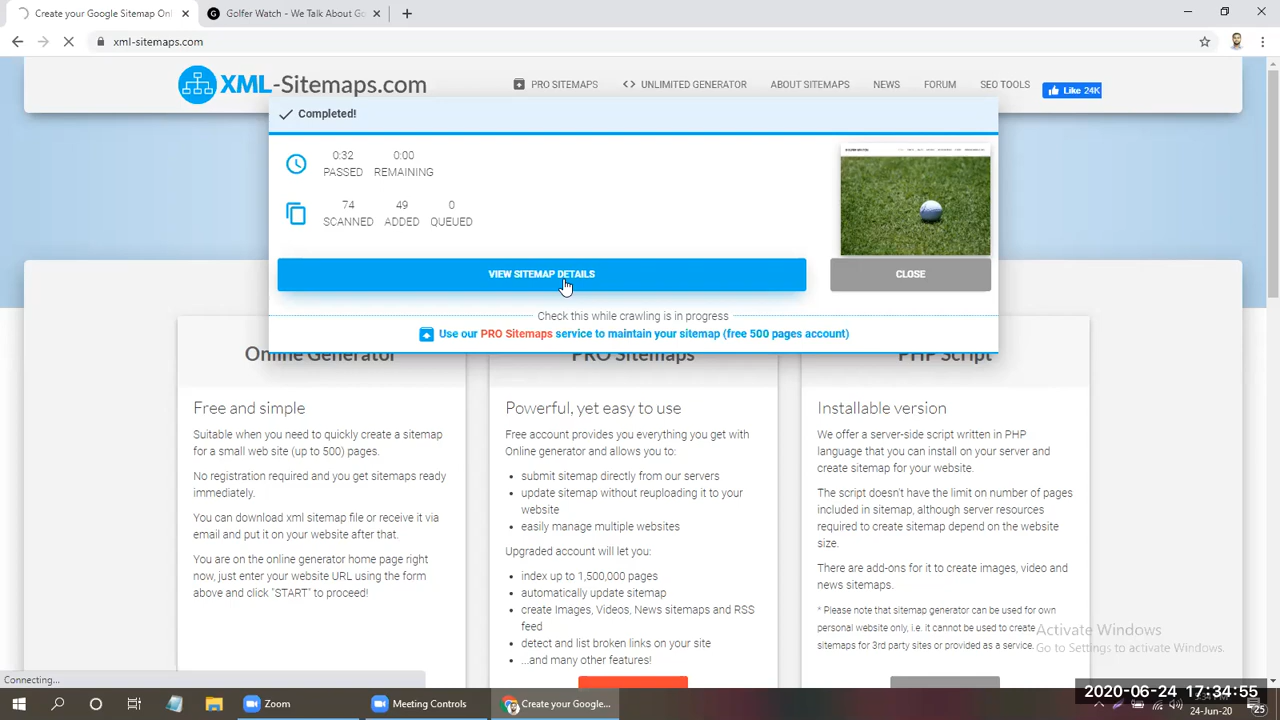 Create your Google Sitemap Onl
Golfer Watch - We Talk About Go
xml-sitemaps.com
XML-Sitemaps.com
PRO SITEMAPS
UNLIMITED GENERATOR
ABOUT SITEMAPS
NEWS
FORUM
SEO TOOLS
Like 24K
Completed!
0:32 0:00
PASSED REMAINING
74 49 0
SCANNED ADDED QUEUED
VIEW SITEMAP DETAILS
CLOSE
Check this while crawling is in progress
Use our PRO Sitemaps service to maintain your sitemap (free 500 pages account)
Online Generator
Free and simple
Suitable when you need to quickly create a sitemap
for a small web site (up to 500) pages.
No registration required and you get sitemaps ready
immediately.
You can download xml sitemap file or receive it via
email and put it on your website after that.
You are on the online generator home page right
now, just enter your website URL using the form
above and click "START" to proceed!
PRO Sitemaps
Powerful, yet easy to use
Free account provides you everything you get with
Online generator and allows you to:
submit sitemap directly from our servers
update sitemap without reuploading it to your
website
easily manage multiple websites
Upgraded account will let you:
index up to 1,500,000 pages
automatically update sitemap
create Images, Videos, News sitemaps and RSS
feed
detect and list broken links on your site
...and many other features!
PHP Script
Installable version
We offer a server-side script written in PHP
language that you can install on your server and
create sitemap for your website.
The script doesn't have the limit on number of pages
included in sitemap, although server resources
required to create sitemap depend on the website
size.
There are add-ons for it to create images, video and
news sitemaps.
* Please note that sitemap generator can be used for own
personal website only, i.e. it cannot be used to create
sitemaps for 3rd party sites or provided as a service.
Activate Windows
Go to Settings to activate Windows.
Connecting...
Zoom
Meeting Controls
Create your Google...
2020-06-24 17:34:55
24-Jun-20
25